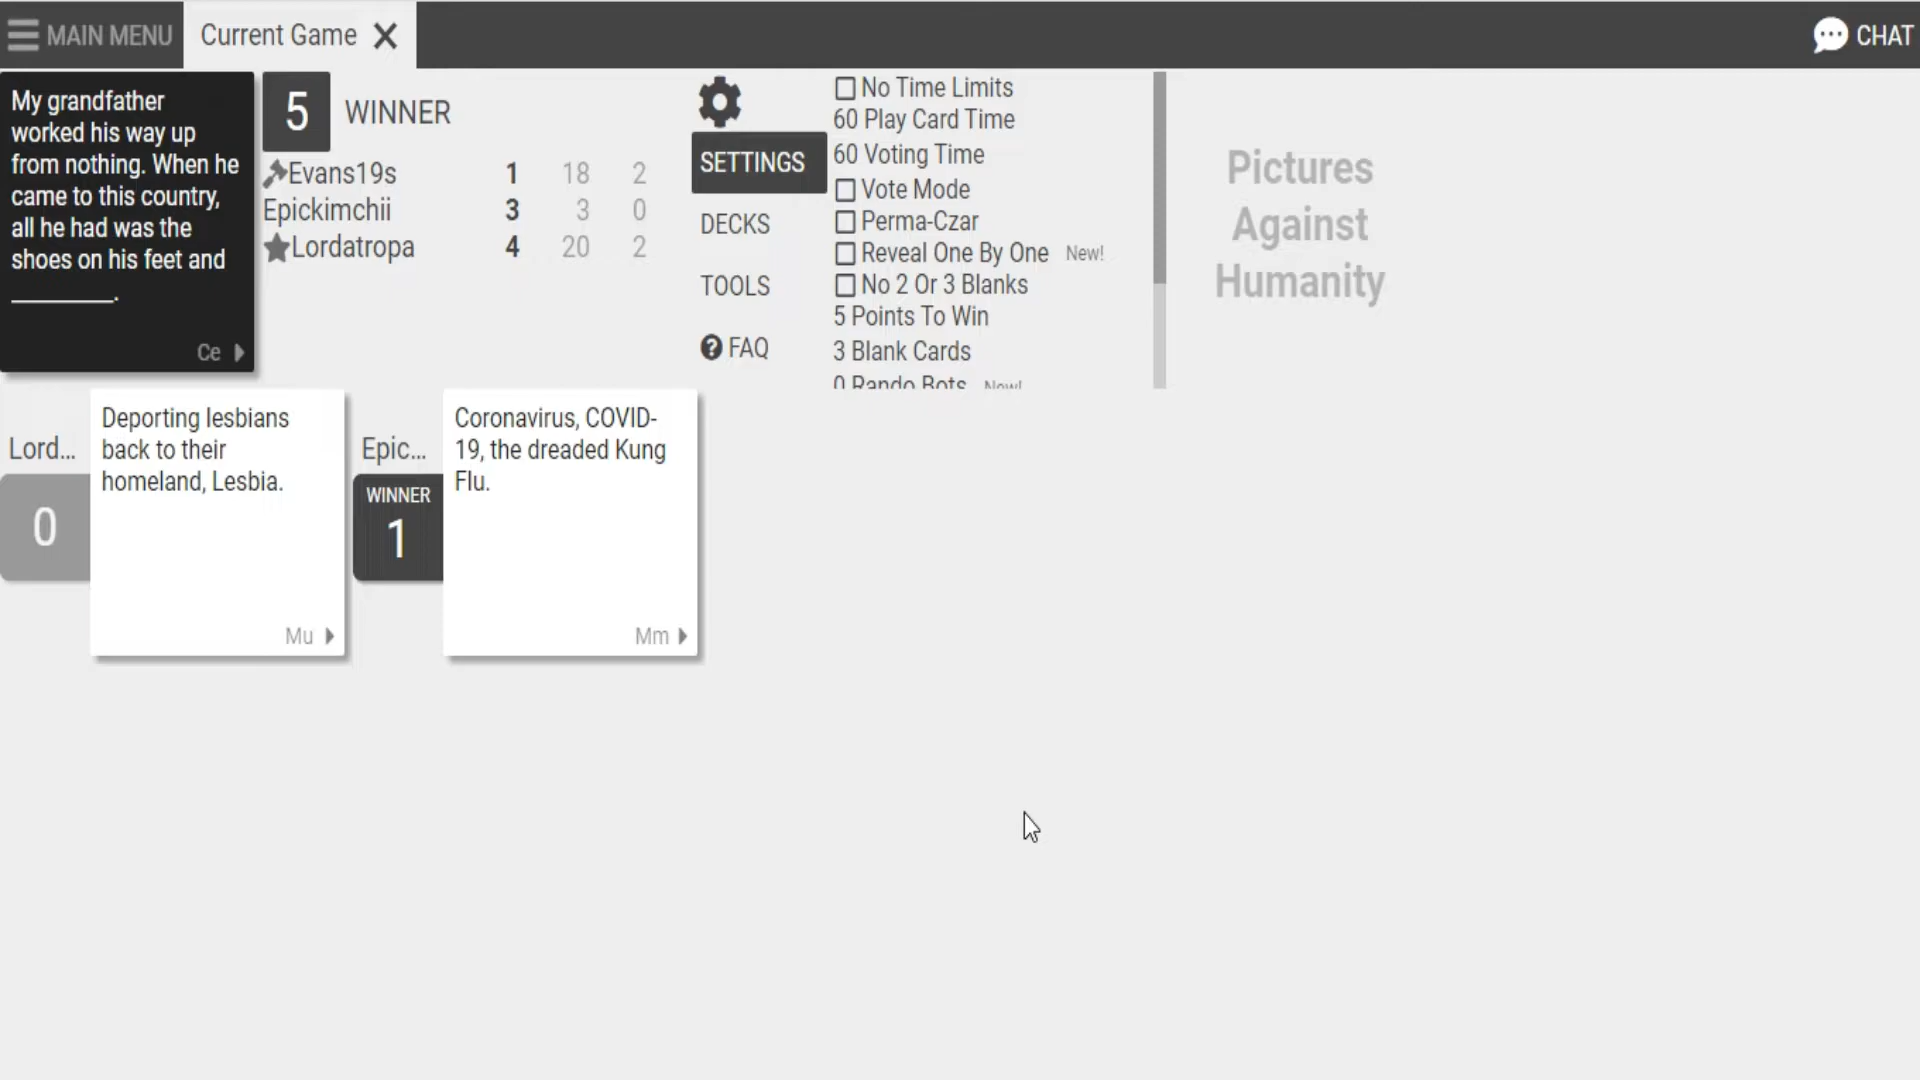 MAIN MENU
Current Game
CHAT
My grandfather
worked his way up
from nothing. When he
came to this country,
all he had was the
shoes on his feet and
_________.
Ce
5 WINNER
Evans19s 1 18 2
Epickimchii 3 3 0
Lordatropa 4 20 2
SETTINGS
DECKS
TOOLS
FAQ
No Time Limits
60 Play Card Time
60 Voting Time
Vote Mode
Perma-Czar
Reveal One By One New!
No 2 Or 3 Blanks
5 Points To Win
3 Blank Cards
0 Rando Bots New!
Pictures
Against
Humanity
Lord...
0
Deporting lesbians
back to their
homeland, Lesbia.
Mu
Epic...
WINNER
1
Coronavirus, COVID-
19, the dreaded Kung
Flu.
Mm